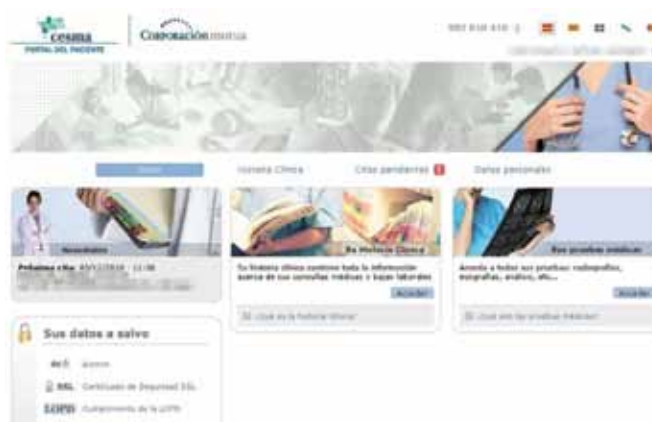 cesma
PORTAL DEL PACIENTE
CORPORACIÓN mutua
Inicio
Historia Clínica
Citas pendientes
Datos personales
Novedades
Próxima cita:
Su Historia Clínica
Su historia clínica contiene toda la información
acerca de sus consultas médicas y bajas laborales
Acceder
¿Qué es la historia clínica?
Sus pruebas médicas
Acceda a todas sus pruebas: radiografías,
ecografías, análisis, etc...
Acceder
¿Qué son las pruebas médicas?
Sus datos a salvo
SSL Certificado de Seguridad SSL
LOPD Cumplimiento de la LOPD